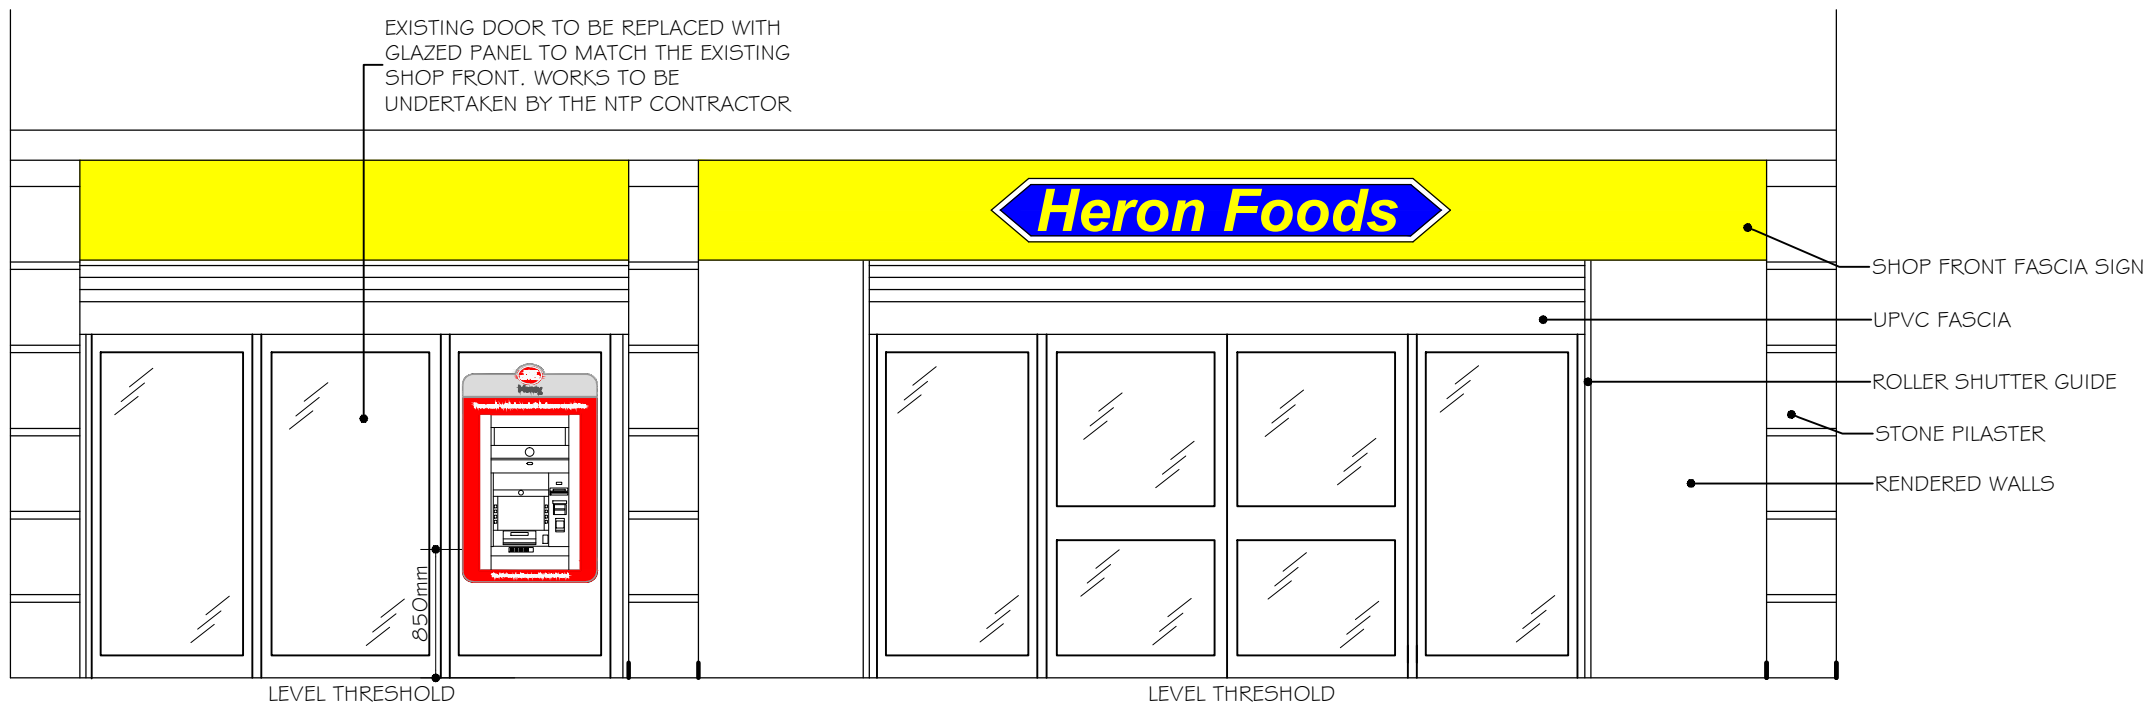 EXISTING DOOR TO BE REPLACED WITH
GLAZED PANEL TO MATCH THE EXISTING
SHOP FRONT. WORKS TO BE
UNDERTAKEN BY THE NTP CONTRACTOR
Heron Foods
SHOP FRONT FASCIA SIGN
UPVC FASCIA
ROLLER SHUTTER GUIDE
STONE PILASTER
RENDERED WALLS
850mm
LEVEL THRESHOLD
LEVEL THRESHOLD